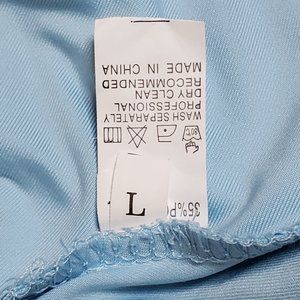 L
WASH SEPARATELY
PROFESSIONAL
DRY CLEAN
RECOMMENDED
MADE IN CHINA